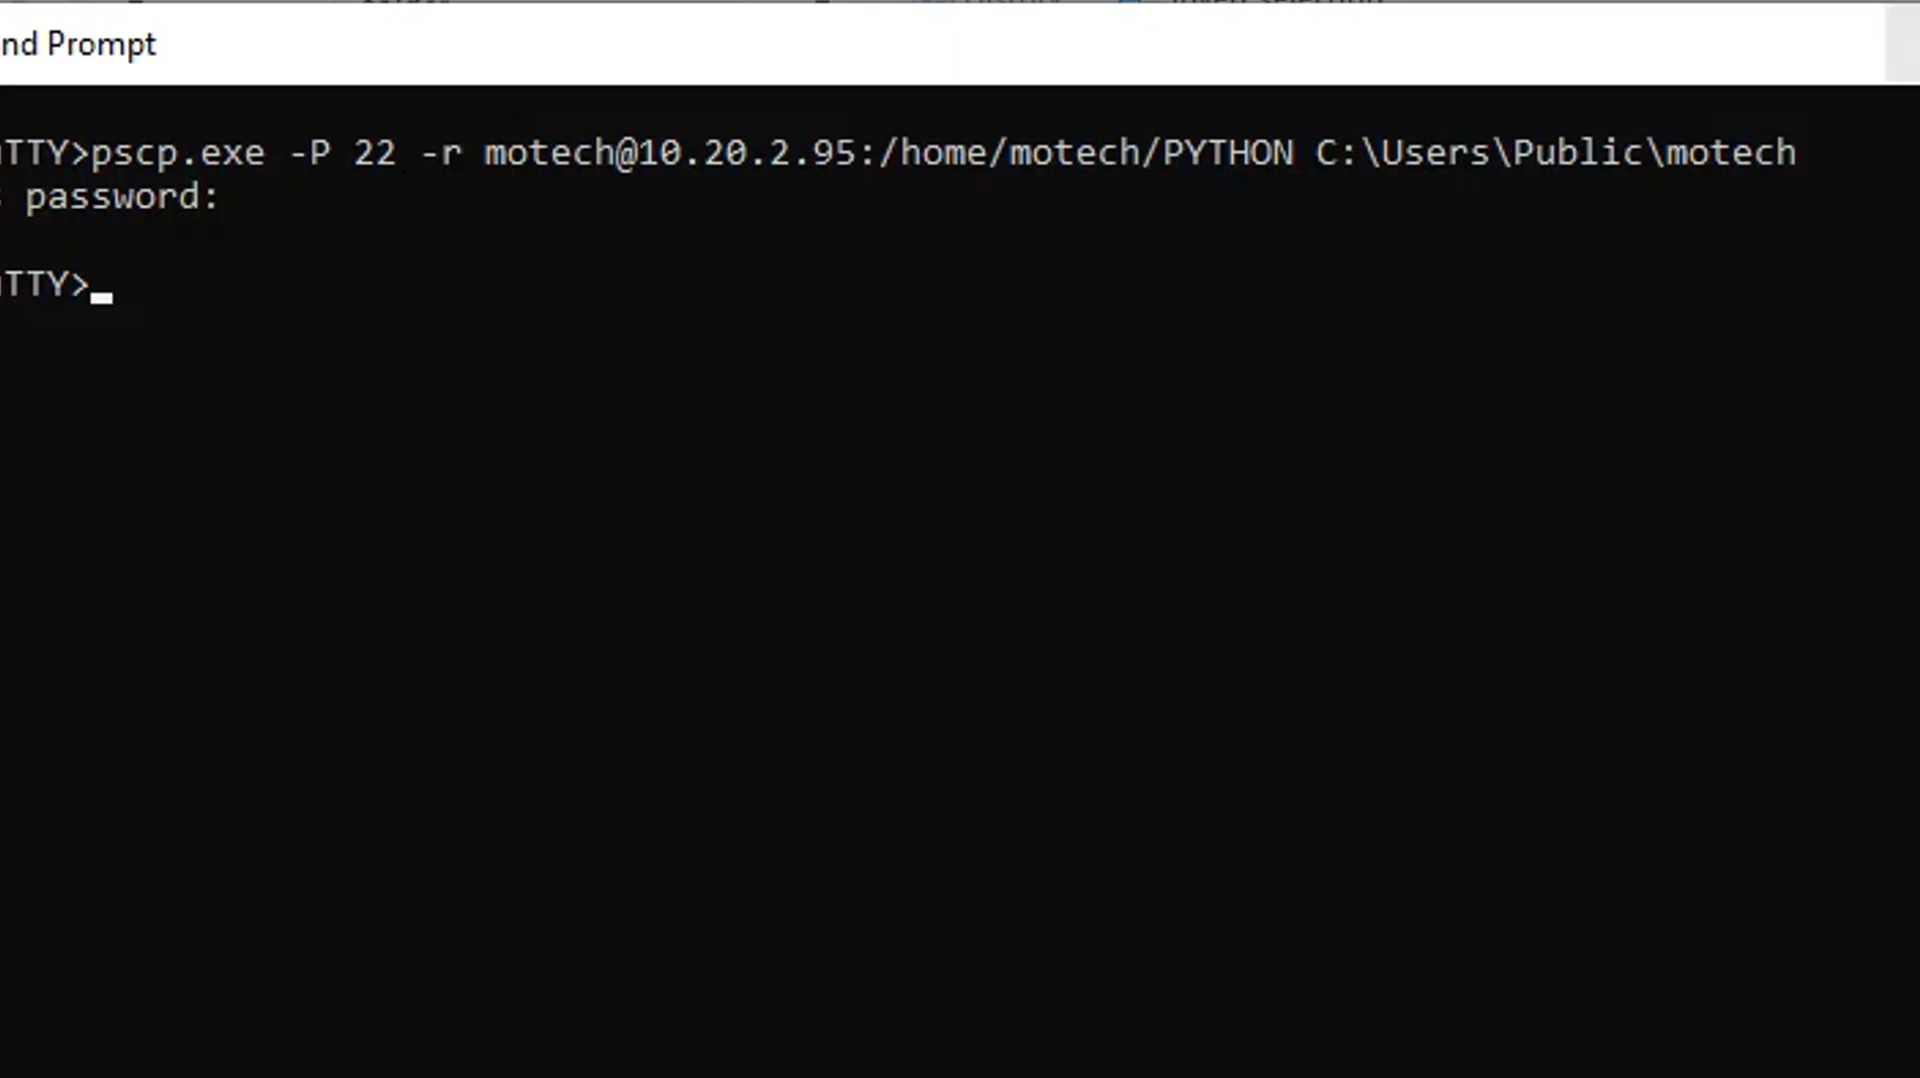 nd Prompt
TTY>pscp.exe -P 22 -r motech@10.20.2.95:/home/motech/PYTHON C:\Users\Public\motech
password:
TTY>